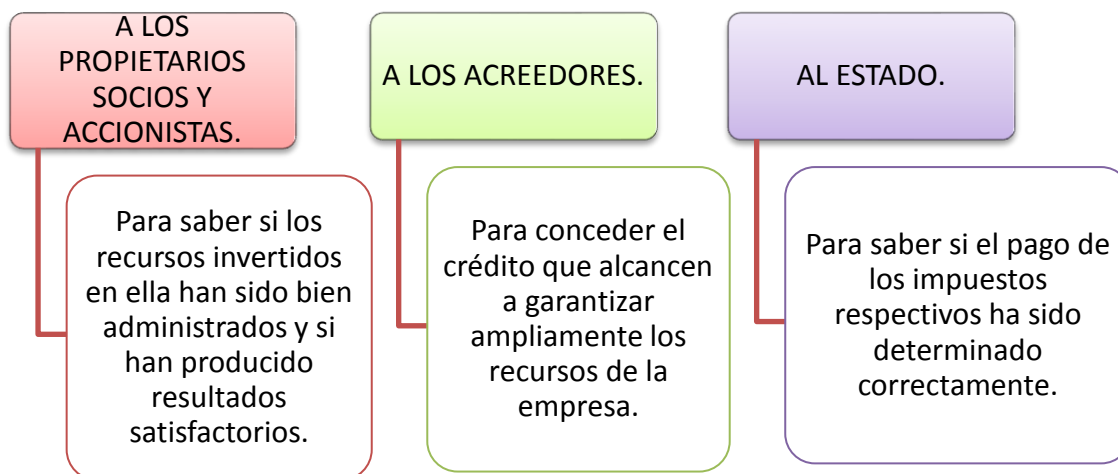 A LOS
PROPIETARIOS
SOCIOS Y
ACCIONISTAS.
Para saber si los
recursos invertidos
en ella han sido bien
administrados y si
han producido
resultados
satisfactorios.
A LOS ACREEDORES.
Para conceder el
crédito que alcancen
a garantizar
ampliamente los
recursos de la
empresa.
AL ESTADO.
Para saber si el pago de
los impuestos
respectivos ha sido
determinado
correctamente.